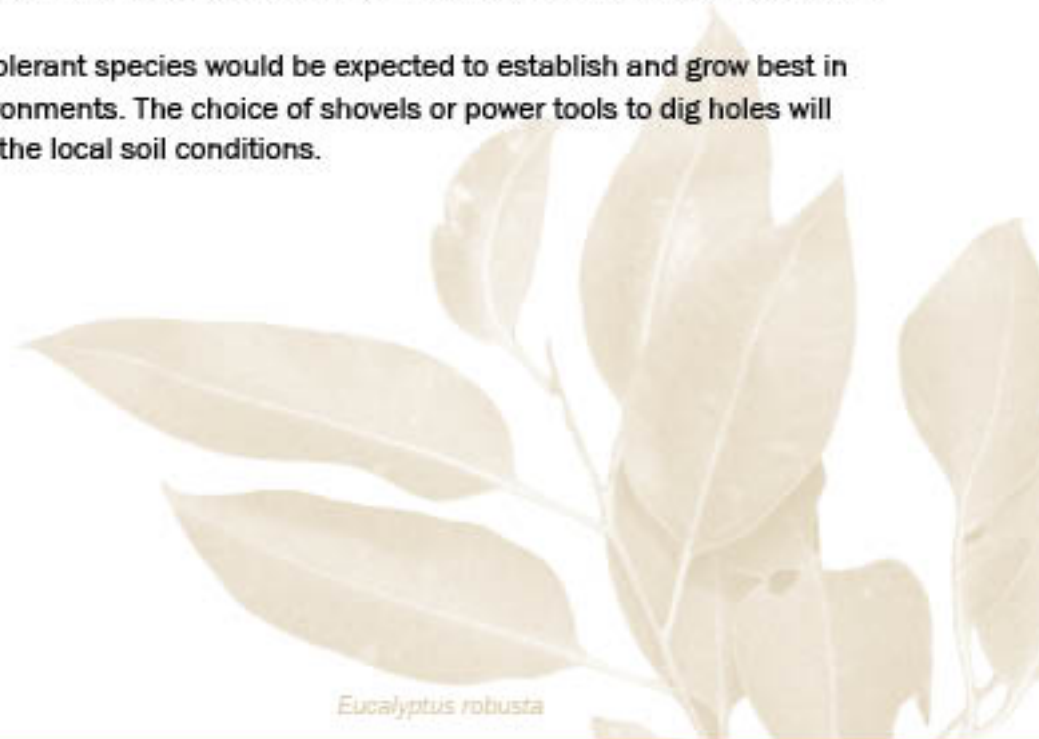 olerant species would be expected to establish and grow best in
onments. The choice of shovels or power tools to dig holes will
the local soil conditions.
Eucalyptus robusta